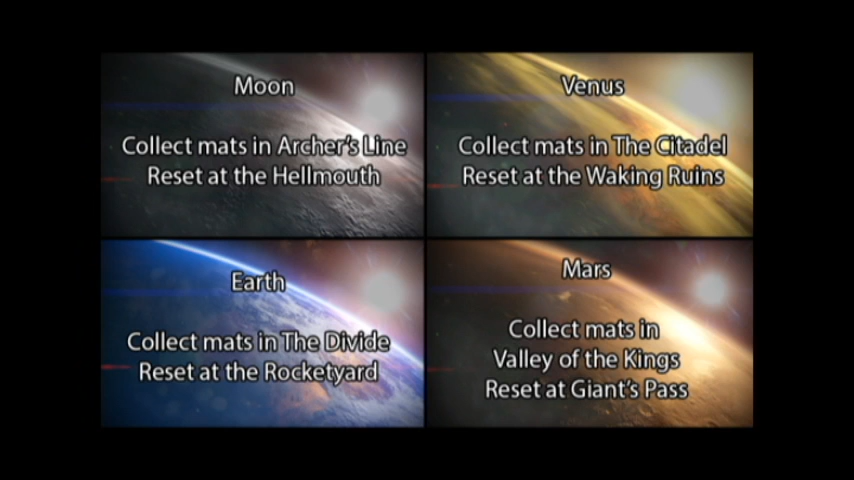 Moon
Collect mats in Archer's Line
Reset at the Hellmouth
Venus
Collect mats in The Citadel
Reset at the Waking Ruins
Earth
Collect mats in The Divide
Reset at the Rocketyard
Mars
Collect mats in
Valley of the Kings
Reset at Giant's Pass